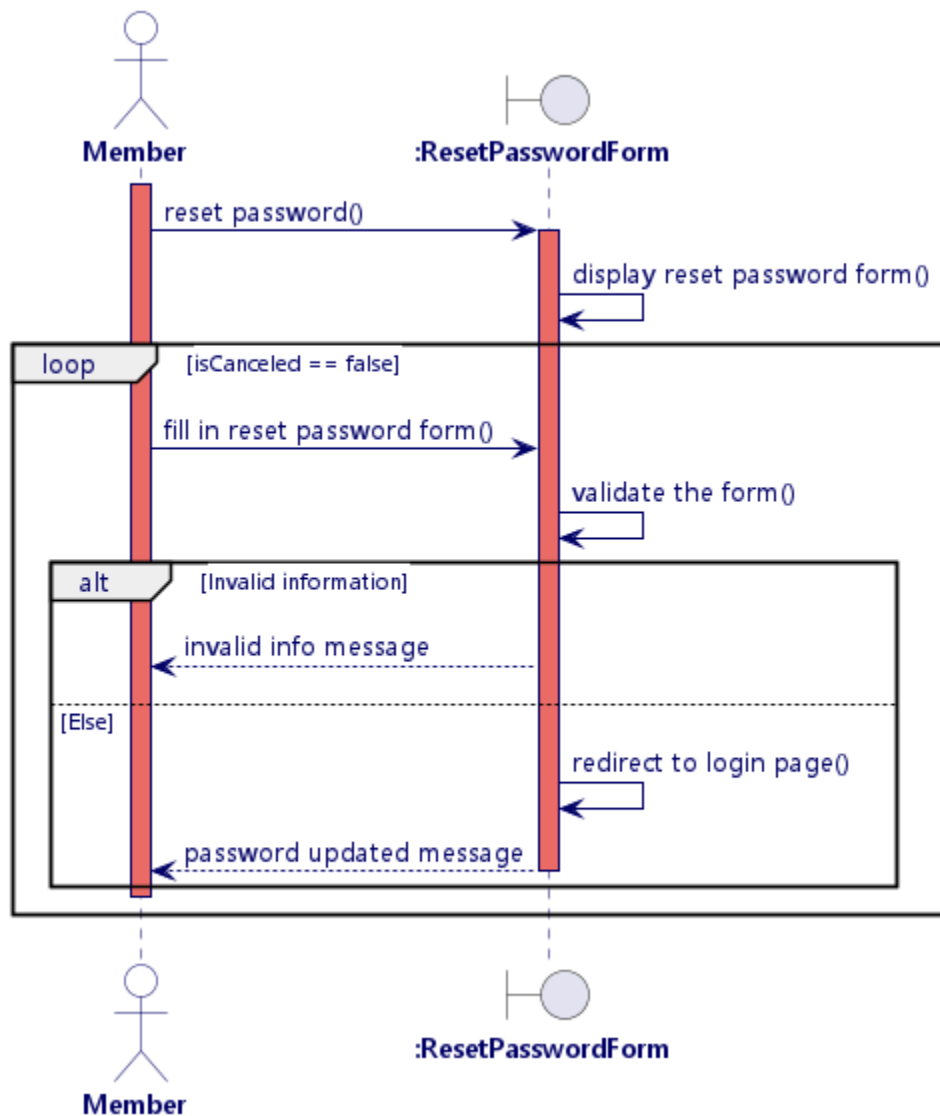 Member
:ResetPasswordForm
reset password()
display reset password form()
loop
[isCanceled == false]
fill in reset password form()
validate the form()
alt
[Invalid information]
invalid info message
[Else]
redirect to login page()
password updated message
:ResetPasswordForm
Member